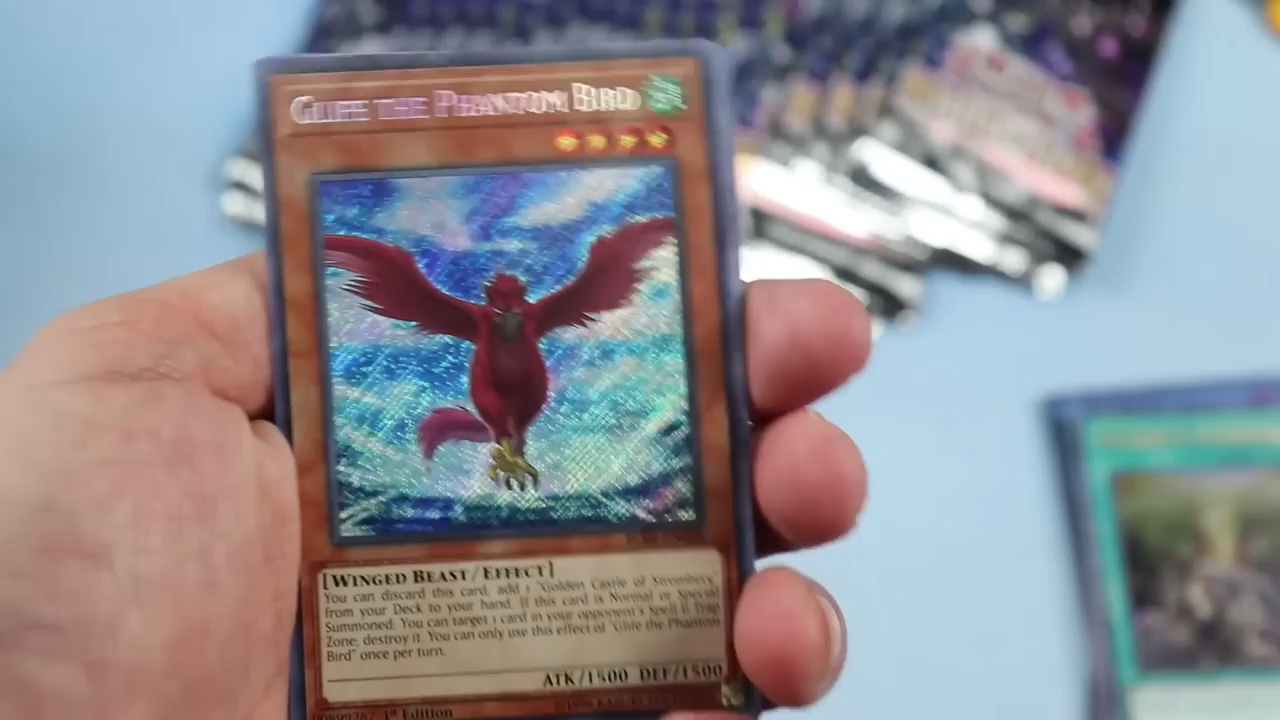 GLIFE THE PHANTOM BIRD
[WINGED BEAST/EFFECT]
You can discard this card, add 1 "Golden Castle of Stromberg"
from your Deck to your hand. If this card is Normal or Special
Summoned: You can target 1 card in your opponent's Spell & Trap
Zone; destroy it. You can only use this effect of "Glife the Phantom
Bird" once per turn.
ATK/1500 DEF/1500
1st Edition